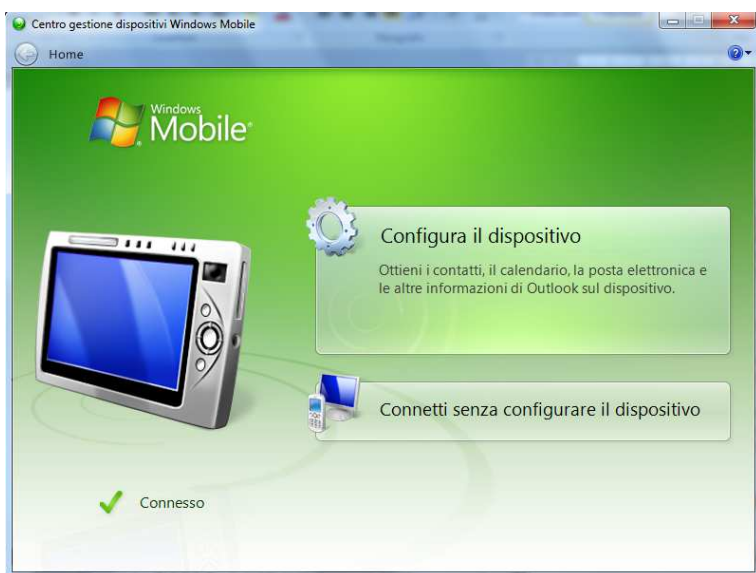 Centro gestione dispositivi Windows Mobile
Home
Windows
Mobile
Configura il dispositivo
Ottieni i contatti, il calendario, la posta elettronica e
le altre informazioni di Outlook sul dispositivo.
Connetti senza configurare il dispositivo
Connesso